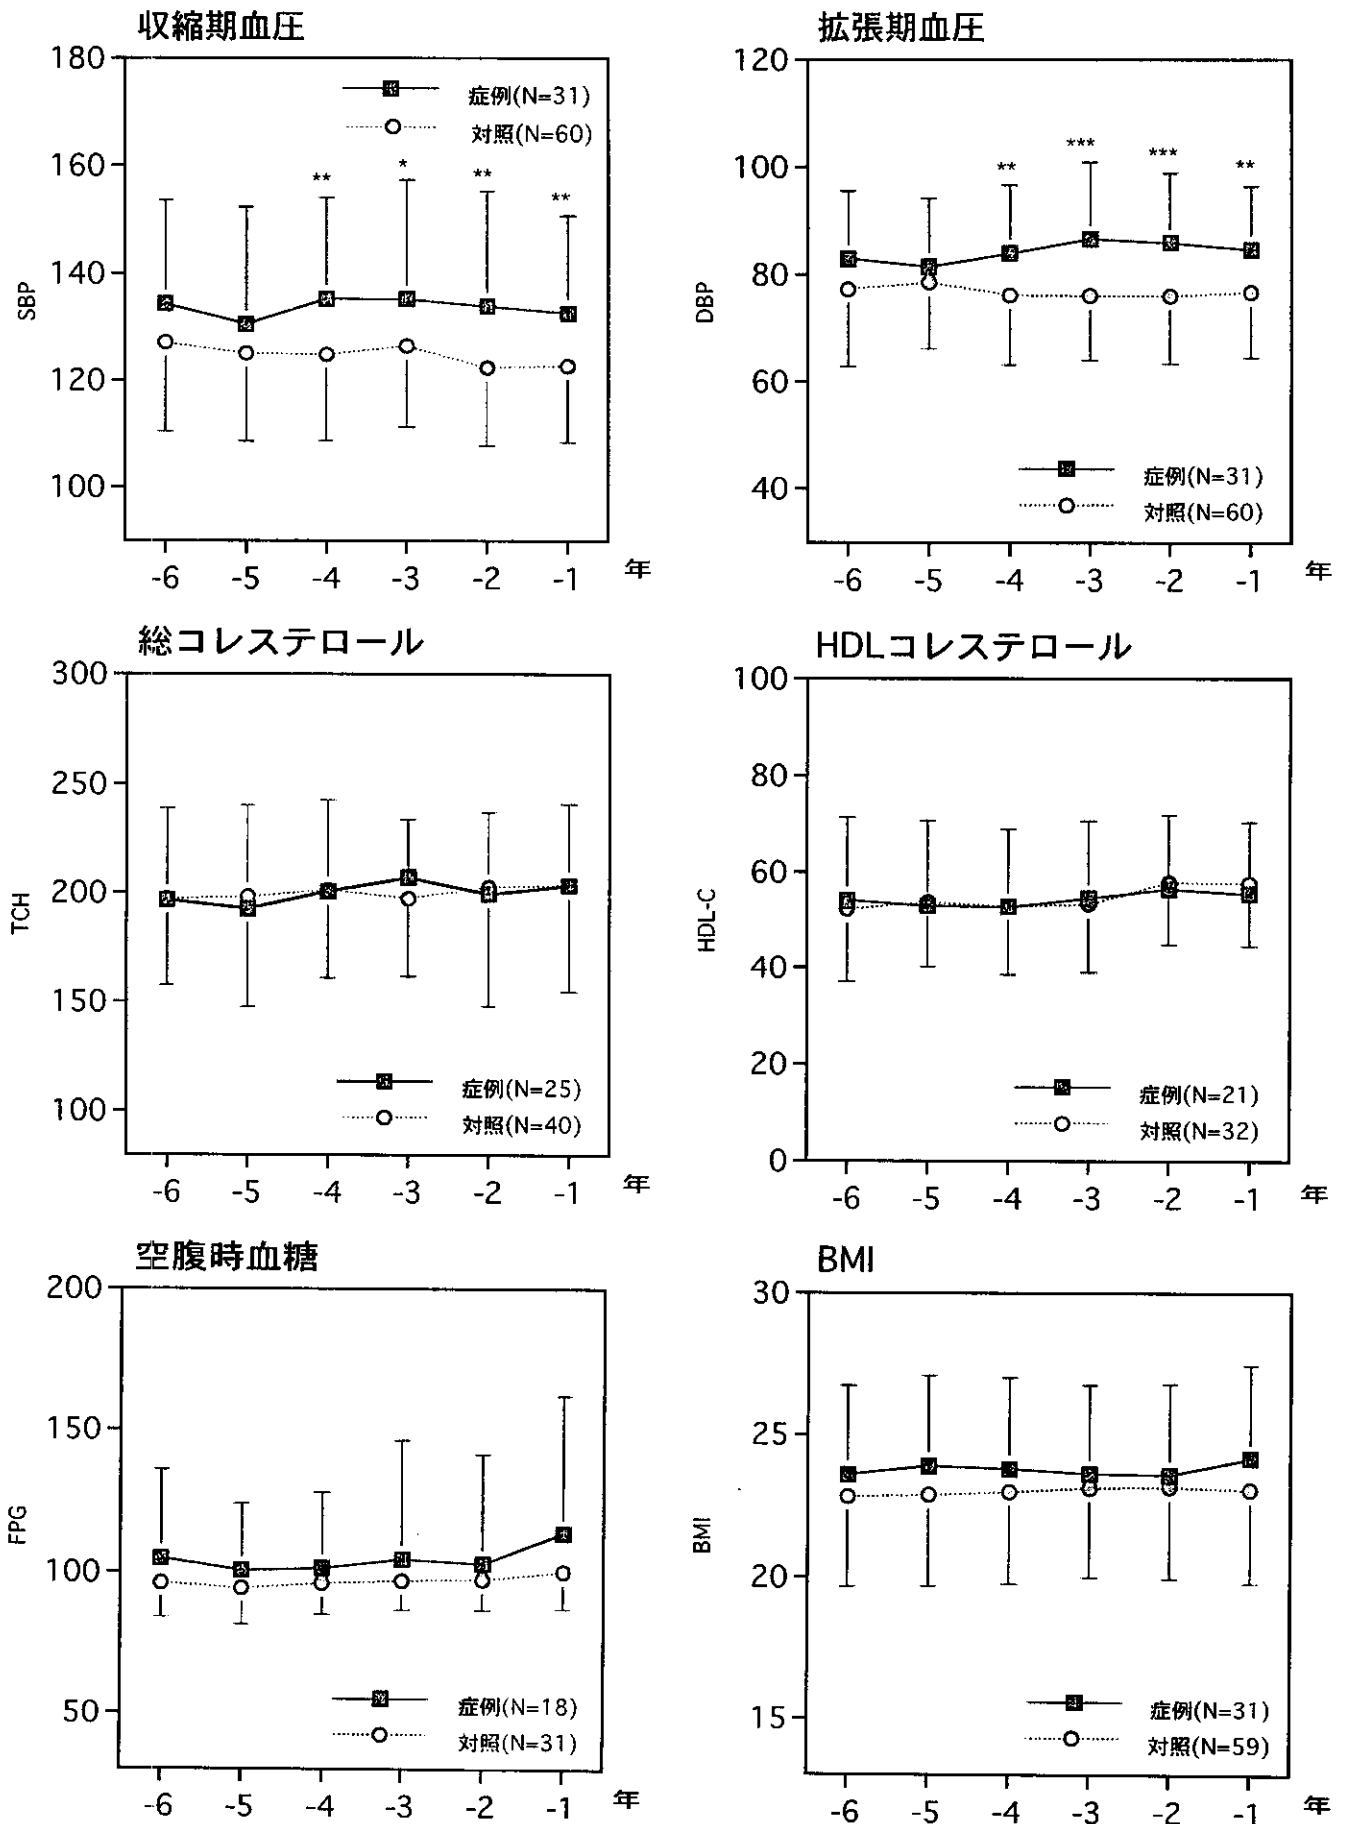 収縮期血圧
180
160
140
120
100
SBP
症例(N=31)
対照(N=60)
**
*
**
**
-6 -5 -4 -3 -2 -1 年
拡張期血圧
120
100
80
60
40
DBP
**
***
***
**
症例(N=31)
対照(N=60)
-6 -5 -4 -3 -2 -1 年
総コレステロール
300
250
200
150
100
TCH
症例(N=25)
対照(N=40)
-6 -5 -4 -3 -2 -1 年
HDLコレステロール
100
80
60
40
20
0
HDL-C
症例(N=21)
対照(N=32)
-6 -5 -4 -3 -2 -1 年
空腹時血糖
200
150
100
50
FPG
症例(N=18)
対照(N=31)
-6 -5 -4 -3 -2 -1 年
BMI
30
25
20
15
BMI
症例(N=31)
対照(N=59)
-6 -5 -4 -3 -2 -1 年